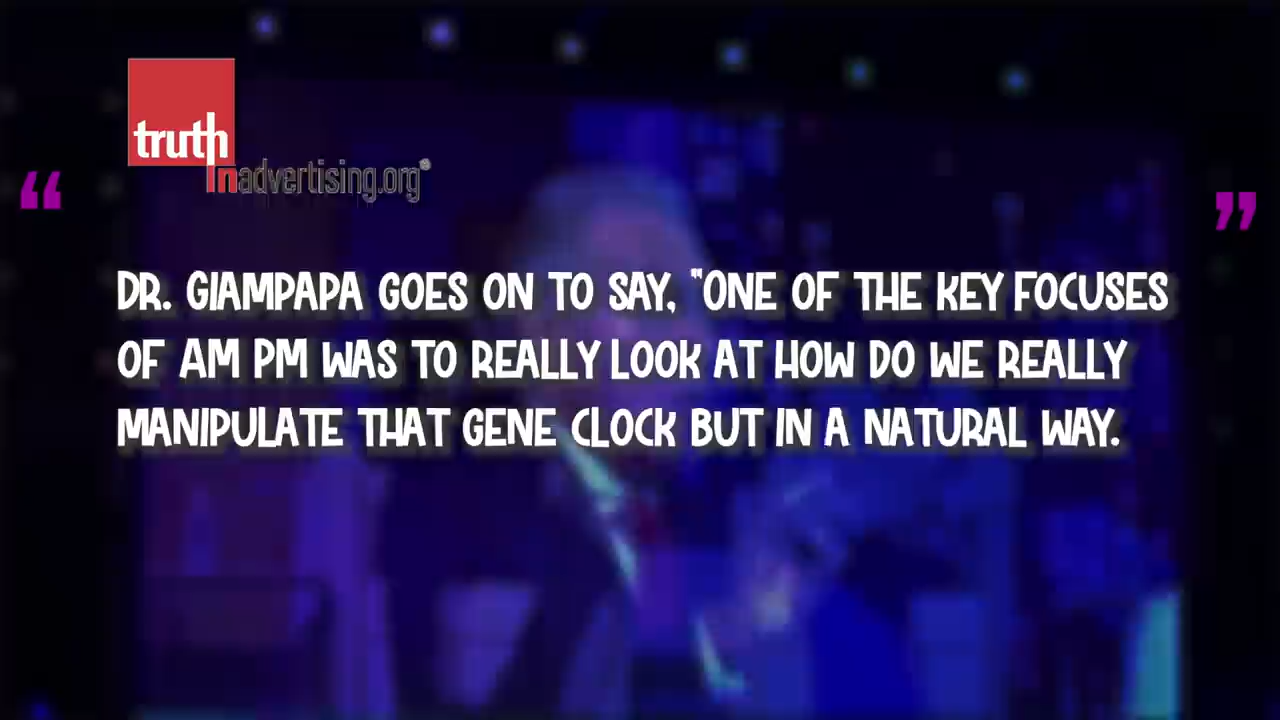 truth
Inadvertising.org®
“ ”
DR. GIAMPAPA GOES ON TO SAY, "ONE OF THE KEY FOCUSES
OF AM PM WAS TO REALLY LOOK AT HOW DO WE REALLY
MANIPULATE THAT GENE CLOCK BUT IN A NATURAL WAY.